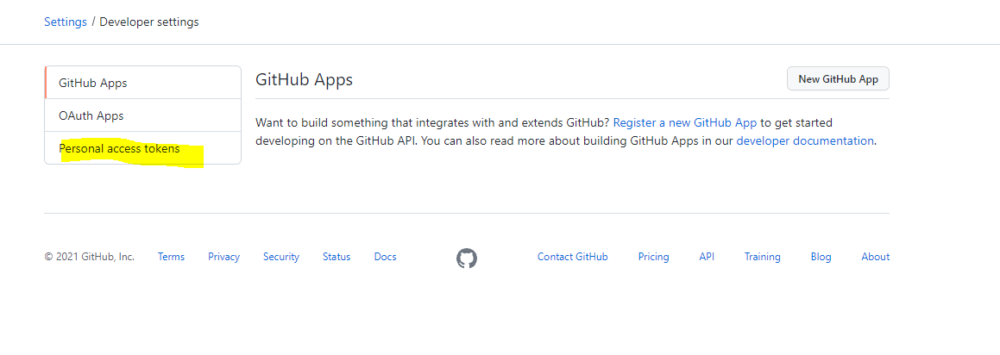 Settings / Developer settings
GitHub Apps
OAuth Apps
Personal access tokens
GitHub Apps
New GitHub App
Want to build something that integrates with and extends GitHub? Register a new GitHub App to get started
developing on the GitHub API. You can also read more about building GitHub Apps in our developer documentation.
© 2021 GitHub, Inc. Terms Privacy Security Status Docs Contact GitHub Pricing API Training Blog About